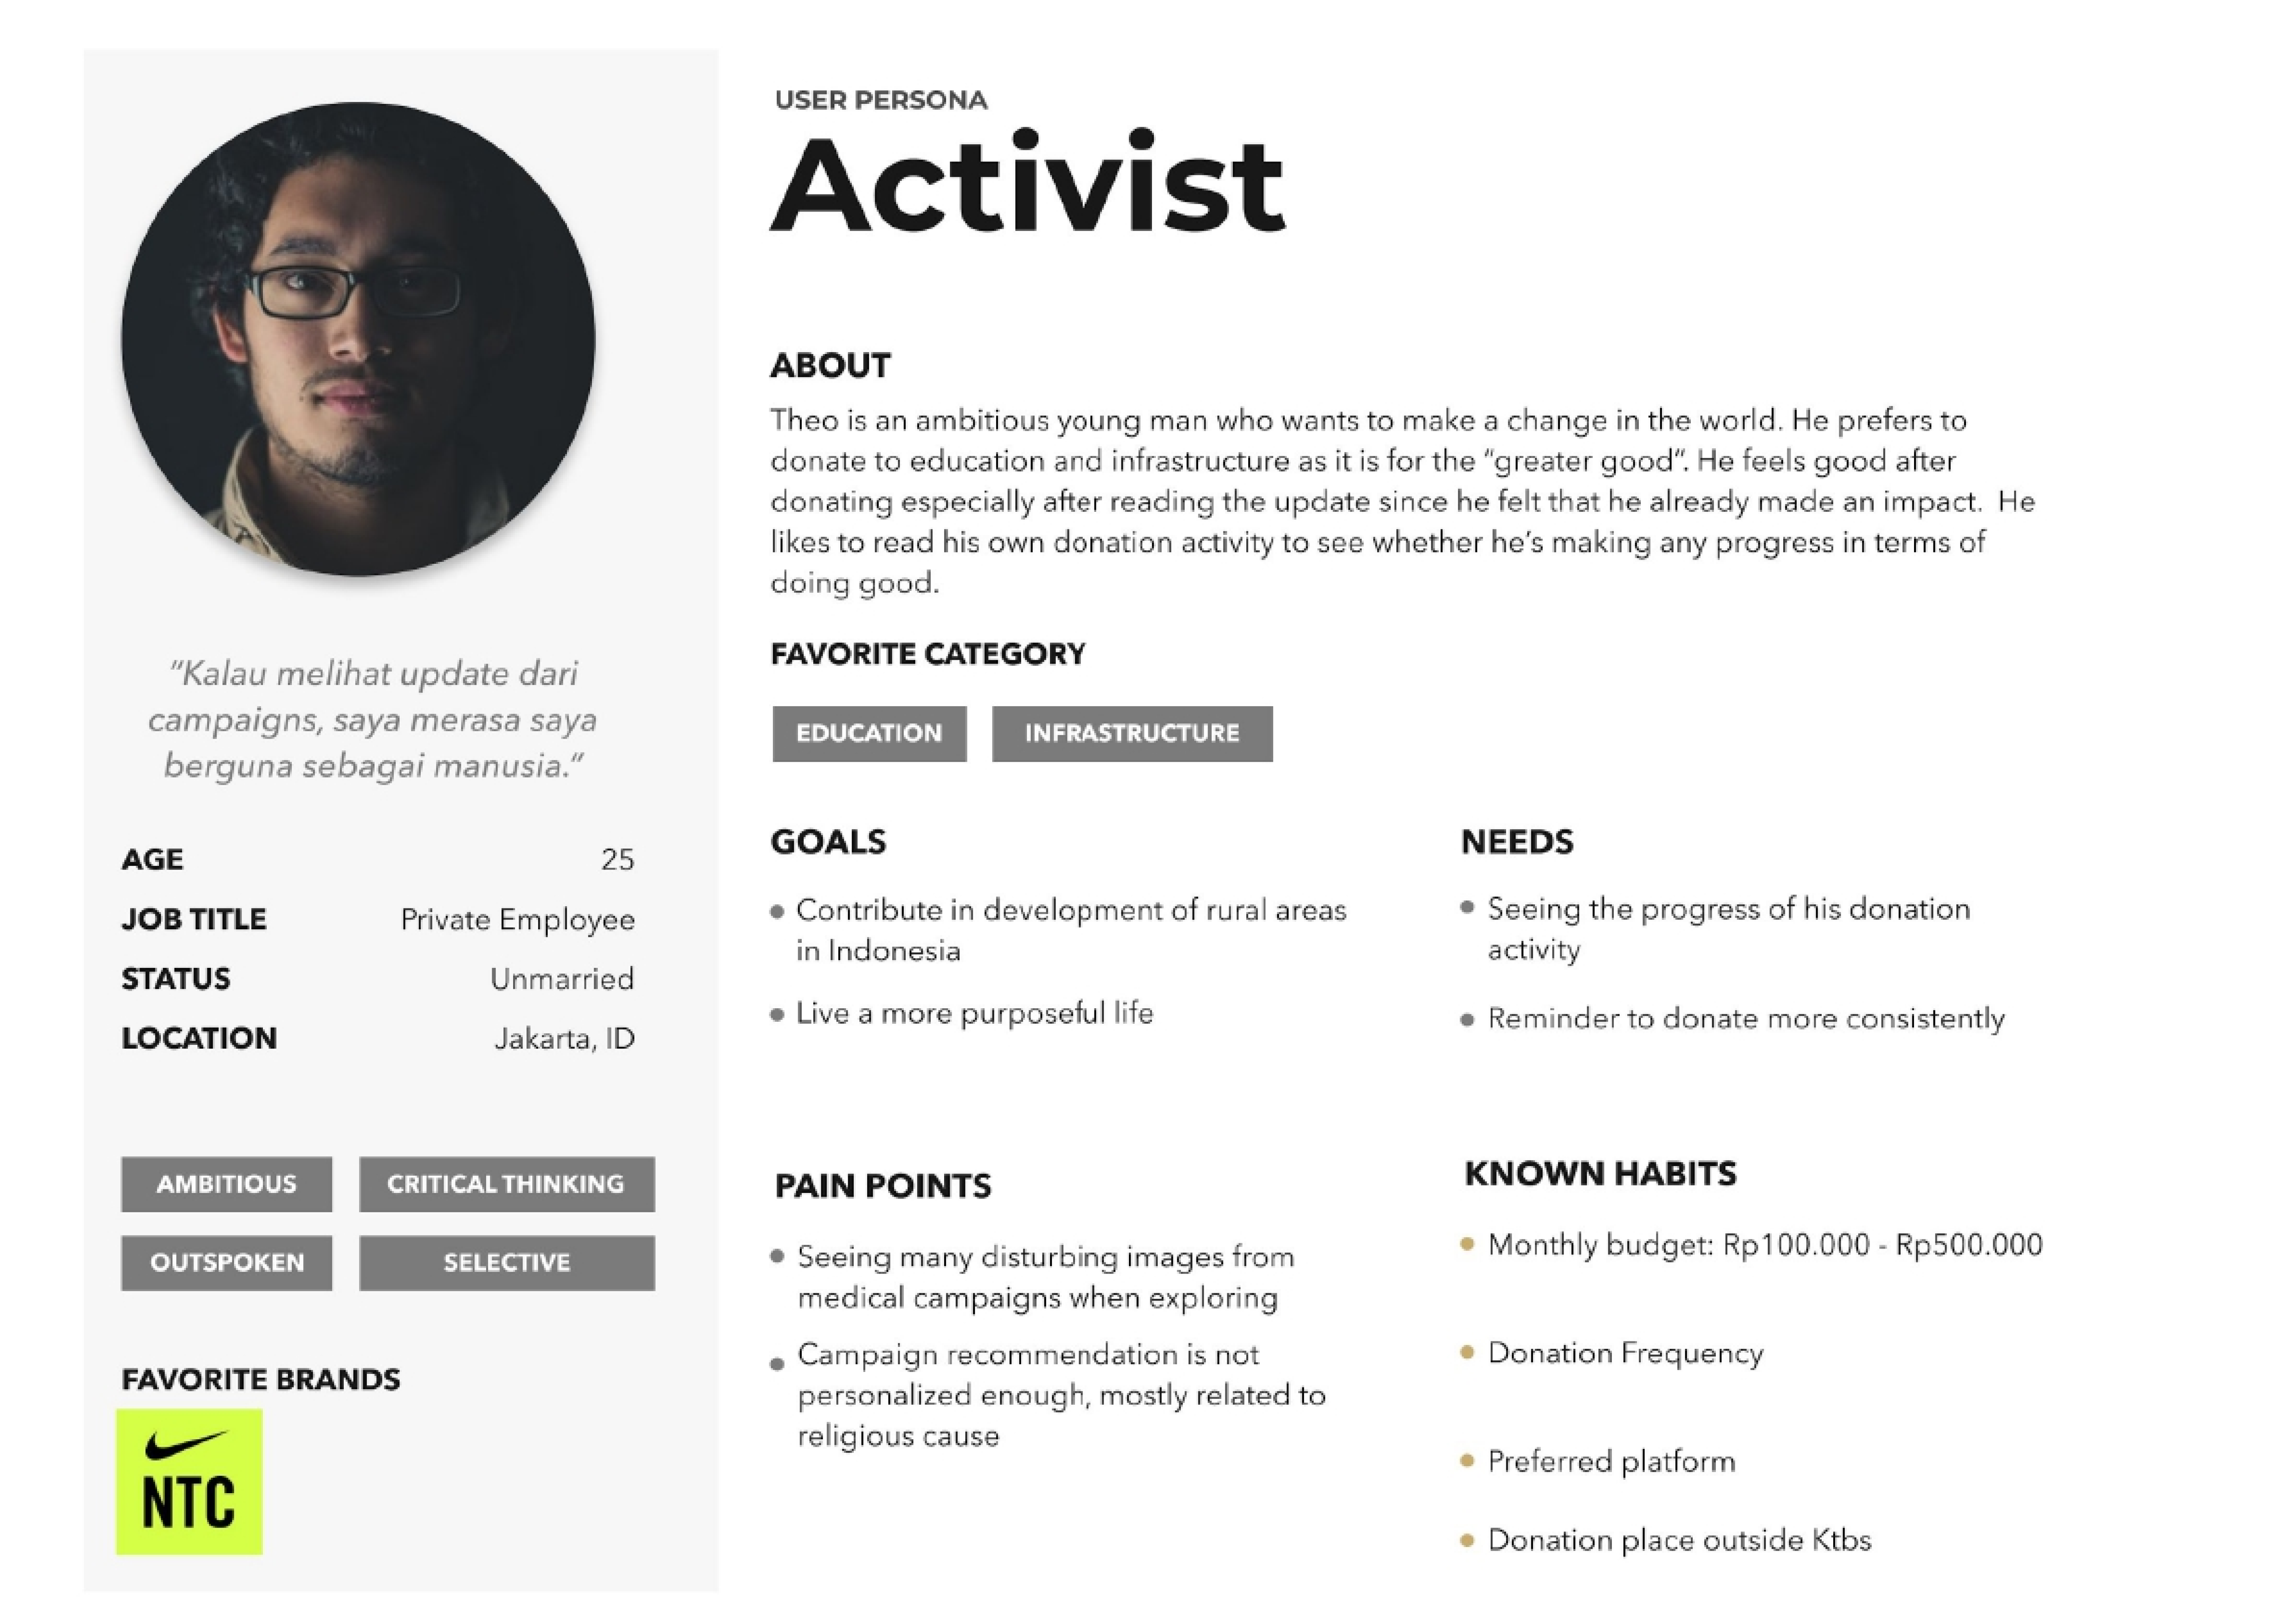 USER PERSONA
Activist
ABOUT
Theo is an ambitious young man who wants to make a change in the world. He prefers to
donate to education and infrastructure as it is for the “greater good”. He feels good after
donating especially after reading the update since he felt that he already made an impact.  He
likes to read his own donation activity to see whether he’s making any progress in terms of
doing good.
FAVORITE CATEGORY
EDUCATION
INFRASTRUCTURE
“Kalau melihat update dari
campaigns, saya merasa saya
berguna sebagai manusia.”
AGE 25
JOB TITLE Private Employee
STATUS Unmarried
LOCATION Jakarta, ID
AMBITIOUS
CRITICAL THINKING
OUTSPOKEN
SELECTIVE
FAVORITE BRANDS
NTC
GOALS
Contribute in development of rural areas
in Indonesia
Live a more purposeful life
NEEDS
Seeing the progress of his donation
activity
Reminder to donate more consistently
PAIN POINTS
Seeing many disturbing images from
medical campaigns when exploring
Campaign recommendation is not
personalized enough, mostly related to
religious cause
KNOWN HABITS
Monthly budget: Rp100.000 - Rp500.000
Donation Frequency
Preferred platform
Donation place outside Ktbs